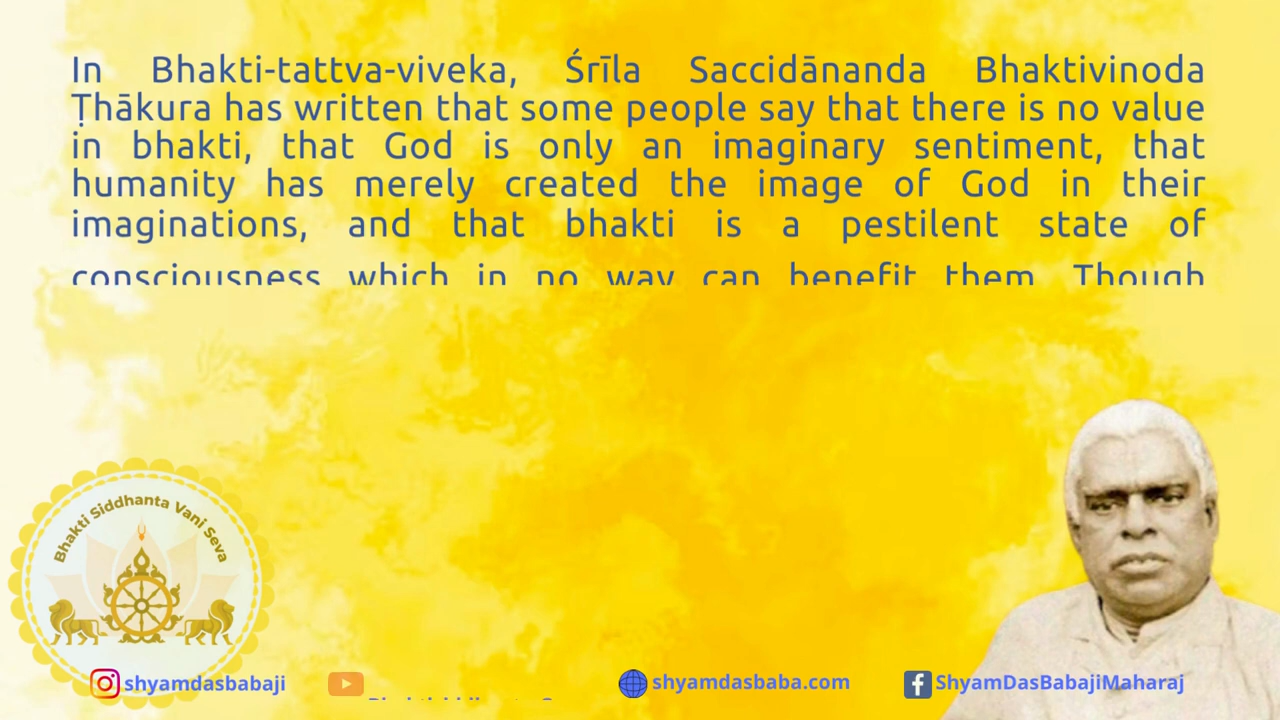 In Bhakti-tattva-viveka, Śrīla Saccidānanda Bhaktivinoda
Ṭhākura has written that some people say that there is no value
in bhakti, that God is only an imaginary sentiment, that
humanity has merely created the image of God in their
imaginations, and that bhakti is a pestilent state of
consciousness which in no way can benefit them. Though
Bhakti Siddhanta Vani Seva
shyamdasbabaji
shyamdasbaba.com
ShyamDasBabajiMaharaj